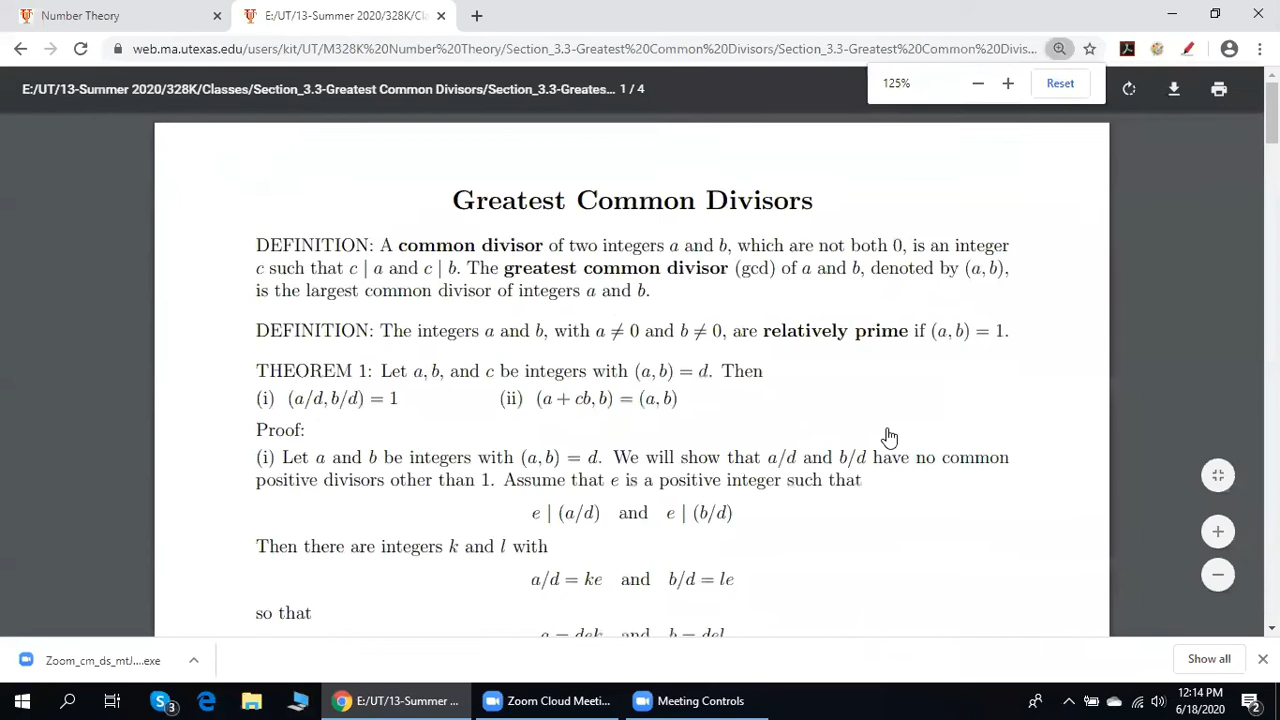 Number Theory
E:/UT/13-Summer 2020/328K/Cla
web.ma.utexas.edu/users/kit/UT/M328K%20Number%20Theory/Section_3.3-Greatest%20Common%20Divisors/Section_3.3-Greatest%20Common%20Divis...
125%
Reset
E:/UT/13-Summer 2020/328K/Classes/Section_3.3-Greatest Common Divisors/Section_3.3-Greates...
1 / 4
Greatest Common Divisors
DEFINITION: A common divisor of two integers a and b, which are not both 0, is an integer
c such that c | a and c | b. The greatest common divisor (gcd) of a and b, denoted by (a, b),
is the largest common divisor of integers a and b.
DEFINITION: The integers a and b, with a ≠ 0 and b ≠ 0, are relatively prime if (a, b) = 1.
THEOREM 1: Let a, b, and c be integers with (a, b) = d. Then
(i) (a/d, b/d) = 1 (ii) (a + cb, b) = (a, b)
Proof:
(i) Let a and b be integers with (a, b) = d. We will show that a/d and b/d have no common
positive divisors other than 1. Assume that e is a positive integer such that
e | (a/d) and e | (b/d)
Then there are integers k and l with
a/d = ke and b/d = le
so that
a = dek and b = del
Zoom_cm_ds_mtJ....exe
Show all
3
E:/UT/13-Summer ...
Zoom Cloud Meeti...
Meeting Controls
12:14 PM
6/18/2020
2